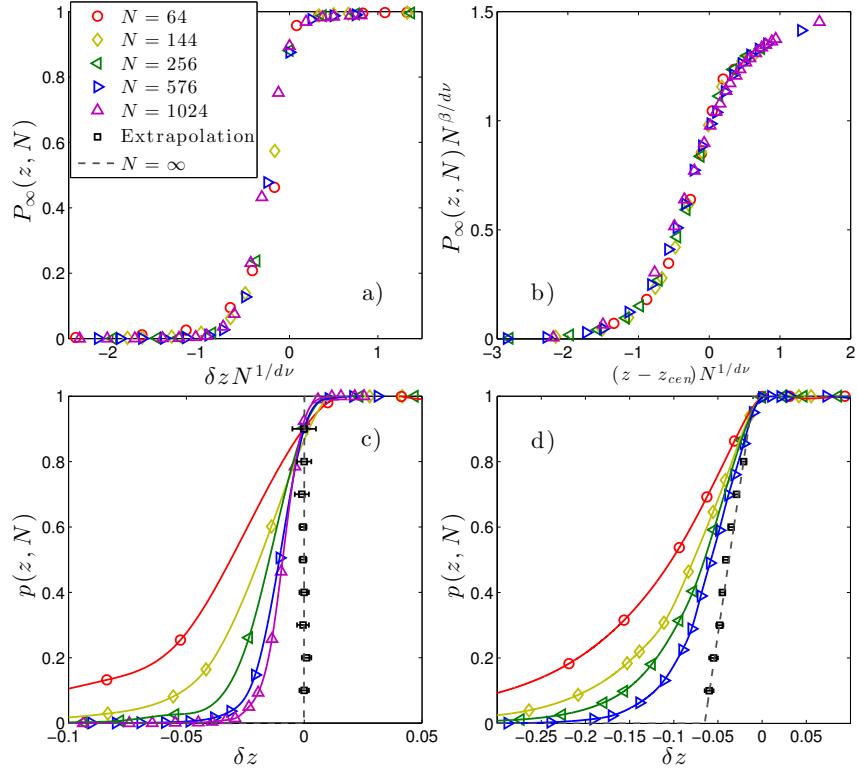 N = 64
N = 144
N = 256
N = 576
N = 1024
Extrapolation
N = ∞
1
0.8
0.6
0.4
0.2
0
P∞(z, N)
a)
−2 −1 0 1
δzN^{1/dν}
1.5
1
0.5
0
P∞(z, N)N^{β/dν}
b)
−3 −2 −1 0 1 2
(z − z_{cen})N^{1/dν}
1
0.8
0.6
0.4
0.2
0
p(z, N)
c)
−0.1 −0.05 0 0.05
δz
1
0.8
0.6
0.4
0.2
0
p(z, N)
d)
−0.25 −0.2 −0.15 −0.1 −0.05 0 0.05
δz